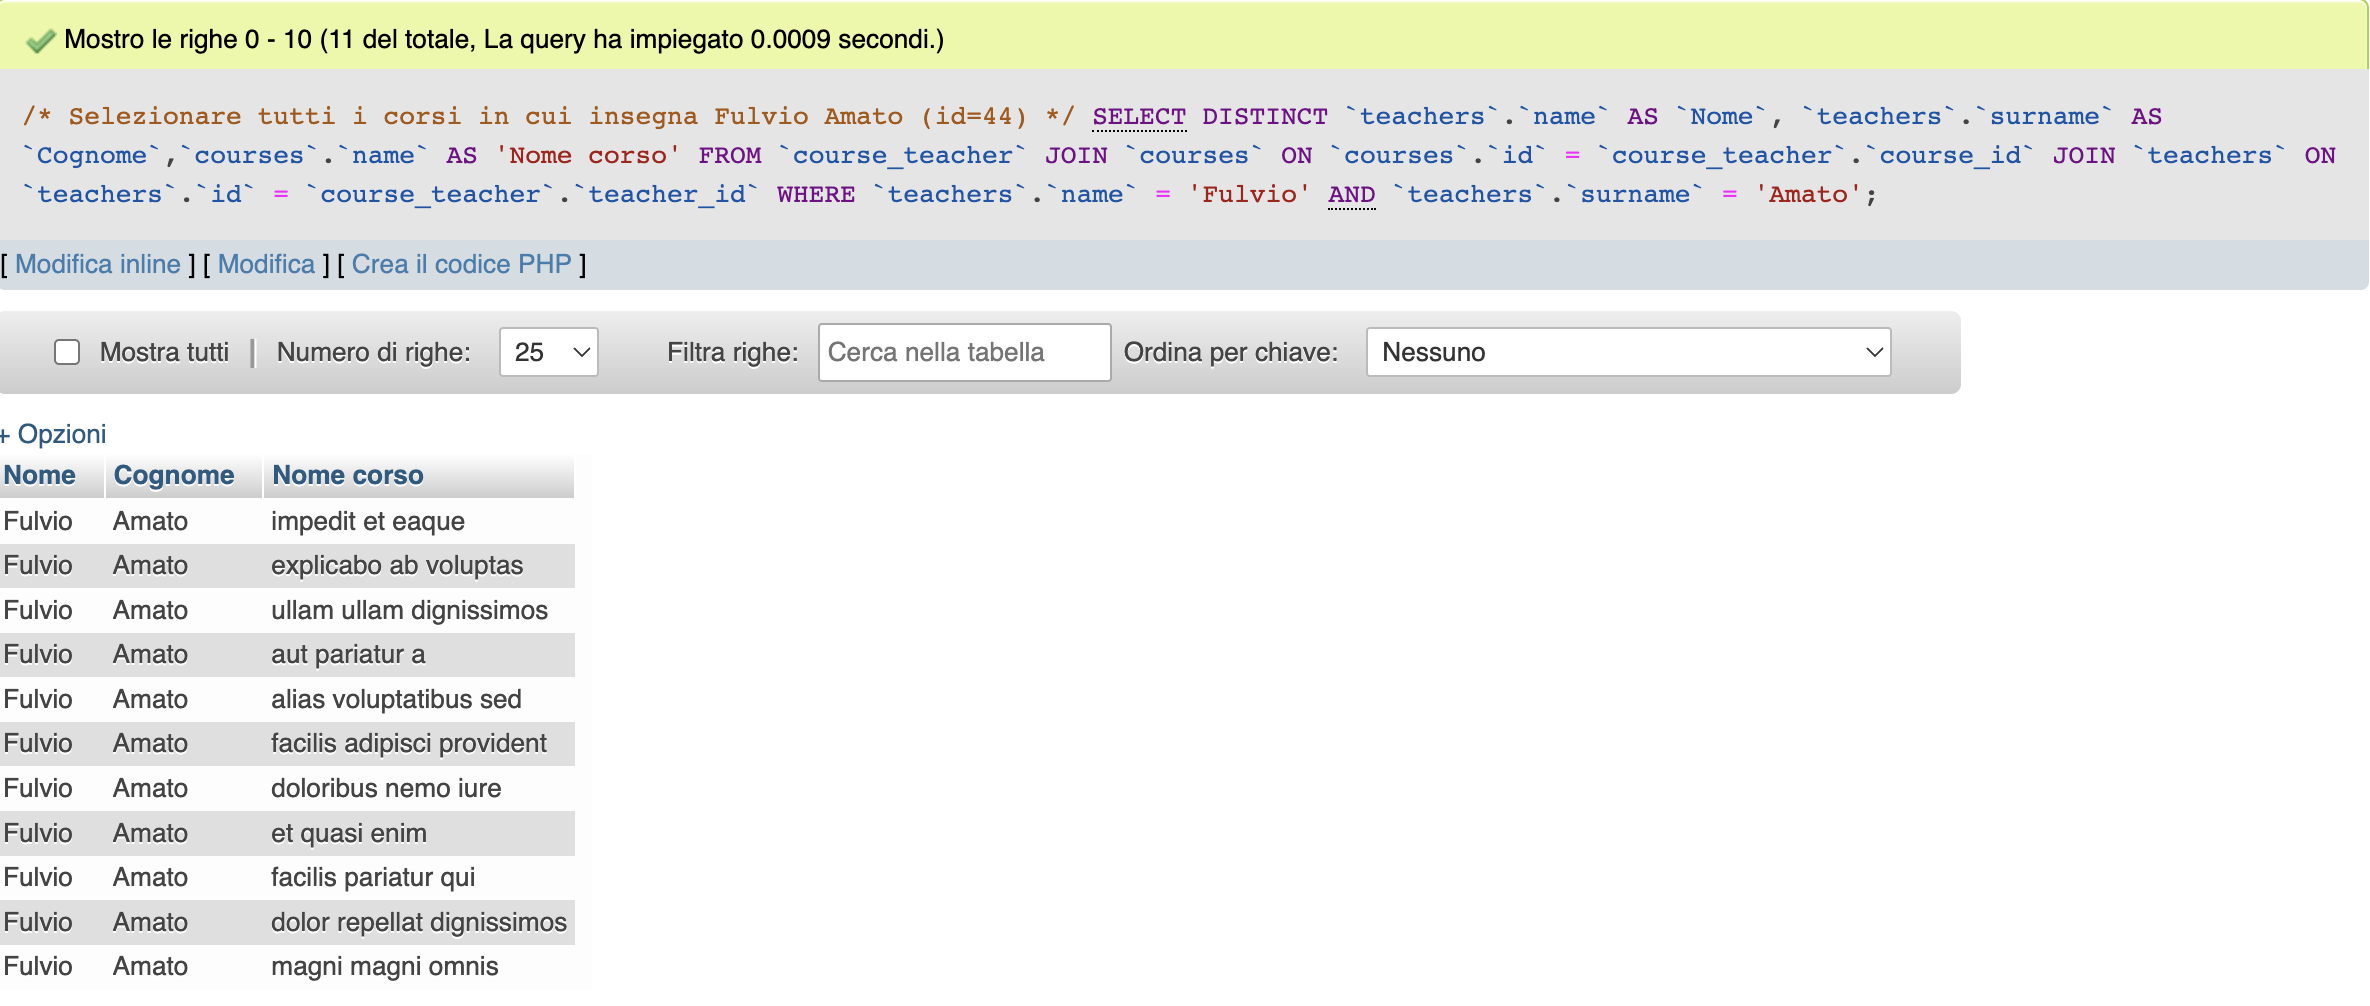 Mostro le righe 0 - 10 (11 del totale, La query ha impiegato 0.0009 secondi.)
/* Selezionare tutti i corsi in cui insegna Fulvio Amato (id=44) */ SELECT DISTINCT `teachers`.`name` AS `Nome`, `teachers`.`surname` AS
`Cognome`,`courses`.`name` AS 'Nome corso' FROM `course_teacher` JOIN `courses` ON `courses`.`id` = `course_teacher`.`course_id` JOIN `teachers` ON
`teachers`.`id` = `course_teacher`.`teacher_id` WHERE `teachers`.`name` = 'Fulvio' AND `teachers`.`surname` = 'Amato';
[ Modifica inline ] [ Modifica ] [ Crea il codice PHP ]
Mostra tutti | Numero di righe: 25 Filtra righe: Cerca nella tabella Ordina per chiave: Nessuno
+ Opzioni
Nome Cognome Nome corso
Fulvio Amato impedit et eaque
Fulvio Amato explicabo ab voluptas
Fulvio Amato ullam ullam dignissimos
Fulvio Amato aut pariatur a
Fulvio Amato alias voluptatibus sed
Fulvio Amato facilis adipisci provident
Fulvio Amato doloribus nemo iure
Fulvio Amato et quasi enim
Fulvio Amato facilis pariatur qui
Fulvio Amato dolor repellat dignissimos
Fulvio Amato magni magni omnis